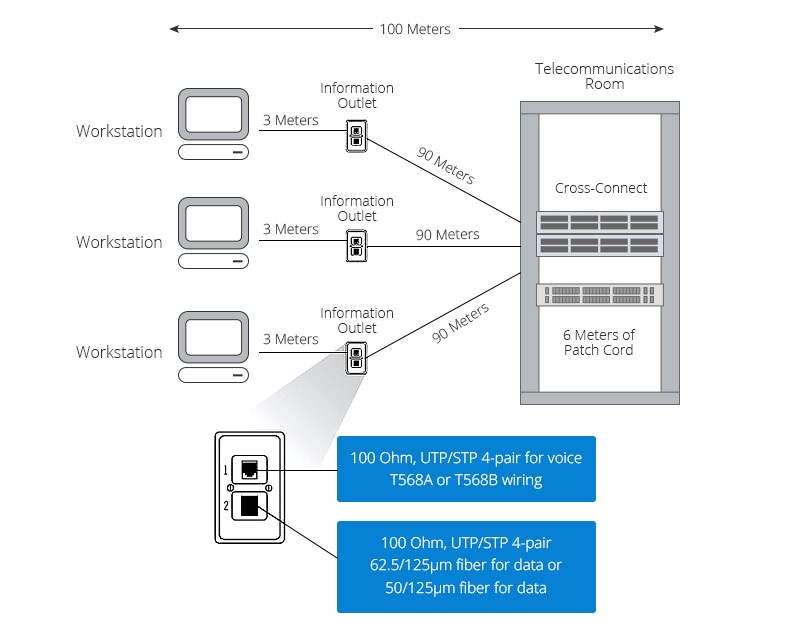 100 Meters
Telecommunications
Room
Information
Outlet
3 Meters
Workstation
90 Meters
Cross-Connect
Information
Outlet
3 Meters
90 Meters
Workstation
Information
Outlet
3 Meters
90 Meters
Workstation
6 Meters of
Patch Cord
1
2
100 Ohm, UTP/STP 4-pair for voice
T568A or T568B wiring
100 Ohm, UTP/STP 4-pair
62.5/125µm fiber for data or
50/125µm fiber for data